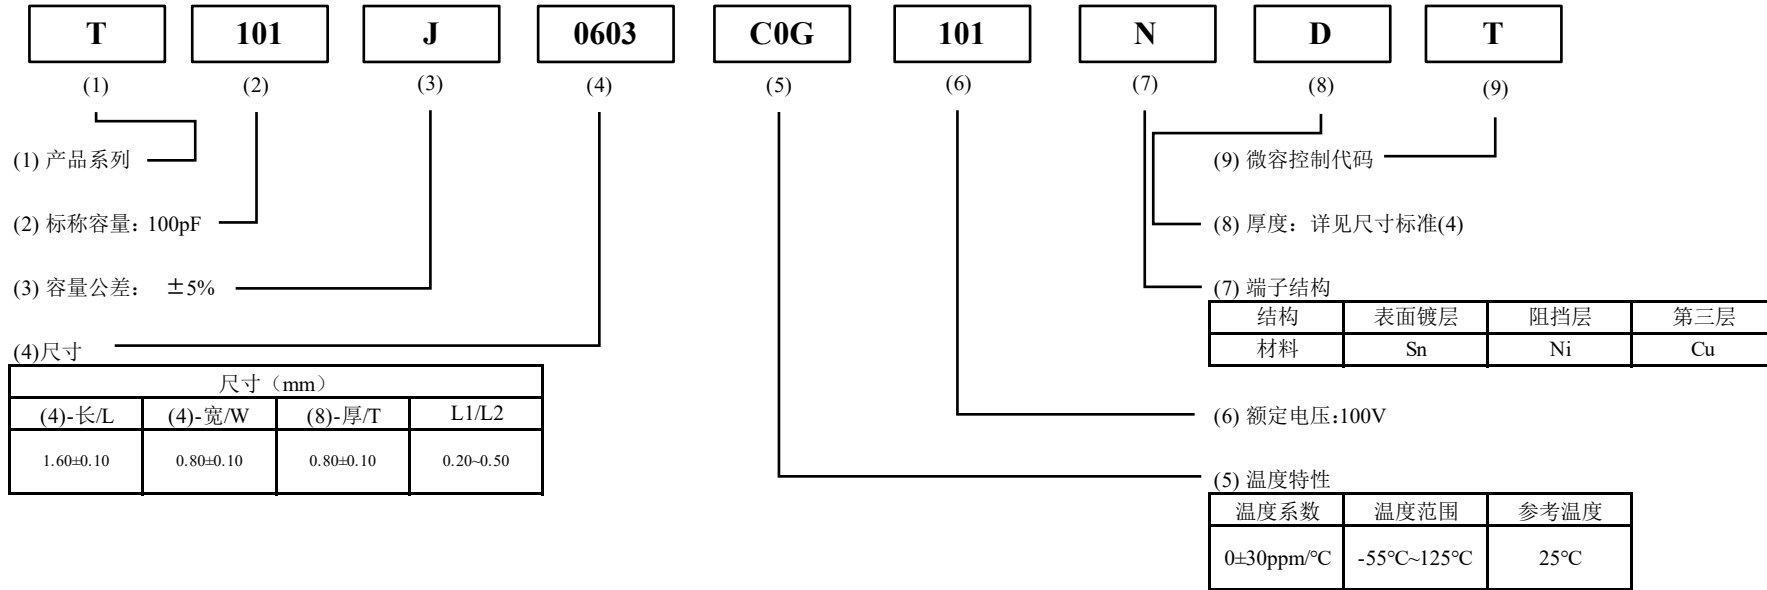 T 101 J 0603 C0G 101 N D T
(1) (2) (3) (4) (5) (6) (7) (8) (9)
(1) 产品系列
(9) 微容控制代码
(2) 标称容量: 100pF
(8) 厚度：详见尺寸标准(4)
(3) 容量公差： ±5%
(7) 端子结构
结构 表面镀层 阻挡层 第三层
材料 Sn Ni Cu
(4)尺寸
尺寸（mm）
(4)-长/L (4)-宽/W (8)-厚/T L1/L2
1.60±0.10 0.80±0.10 0.80±0.10 0.20~0.50
(6) 额定电压:100V
(5) 温度特性
温度系数 温度范围 参考温度
0±30ppm/℃ -55℃~125℃ 25℃